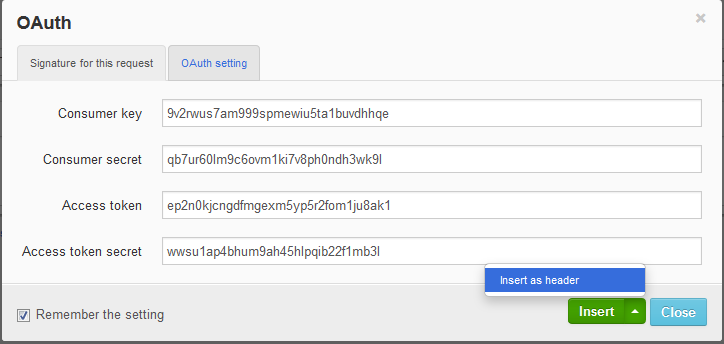 OAuth
×
Signature for this request
OAuth setting
Consumer key
9v2rwus7am999spmewiu5ta1buvdhhqe
Consumer secret
qb7ur60lm9c6ovm1ki7v8ph0ndh3wk9l
Access token
ep2n0kjcngdfmgexm5yp5r2fom1ju8ak1
Access token secret
wwsu1ap4bhum9ah45hlpqib22f1mb3l
Insert as header
Remember the setting
Insert
Close